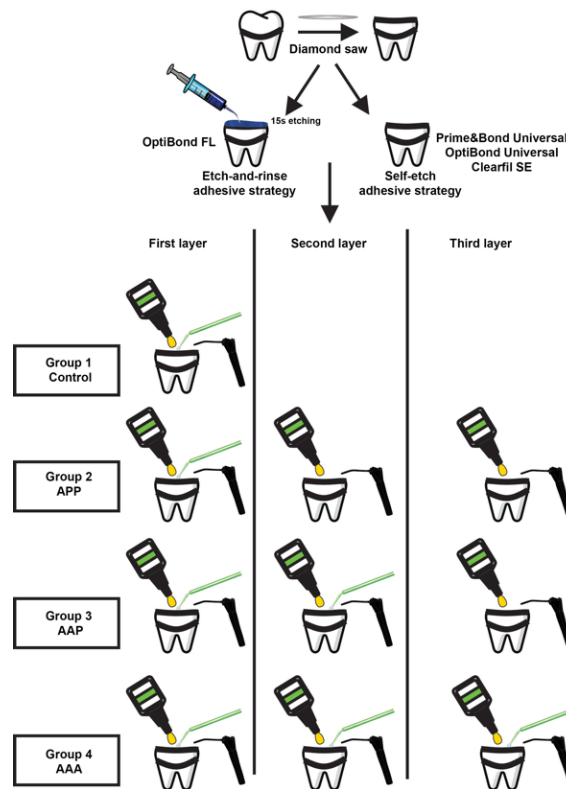 Diamond saw
15s etching
OptiBond FL
Prime&Bond Universal
OptiBond Universal
Clearfil SE
Etch-and-rinse
adhesive strategy
Self-etch
adhesive strategy
First layer
Second layer
Third layer
Group 1
Control
Group 2
APP
Group 3
AAP
Group 4
AAA